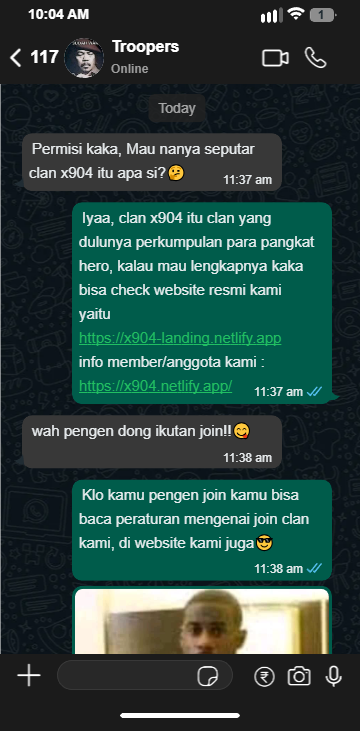 10:04 AM
1
117
Troopers
Online
Today
Permisi kaka, Mau nanya seputar
clan x904 itu apa si?🤔
11:37 am
Iyaa, clan x904 itu clan yang
dulunya perkumpulan para pangkat
hero, kalau mau lengkapnya kaka
bisa check website resmi kami
yaitu
https://x904-landing.netlify.app
info member/anggota kami :
https://x904.netlify.app/
11:37 am
wah pengen dong ikutan join!!😋
11:38 am
Klo kamu pengen join kamu bisa
baca peraturan mengenai join clan
kami, di website kami juga😎
11:38 am
₹